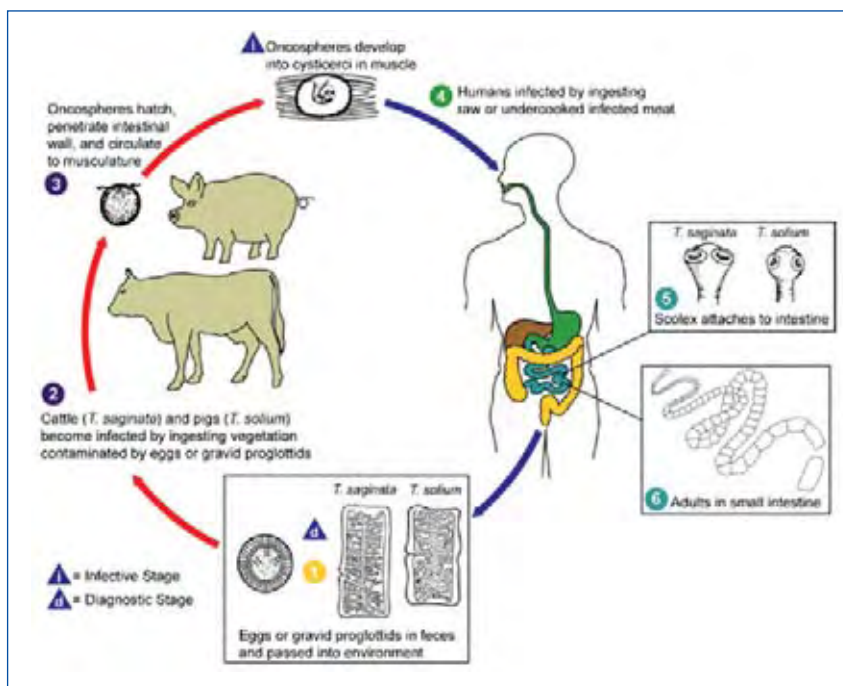 i
Oncospheres develop
into cysticerci in muscle
4
Humans infected by ingesting
raw or undercooked infected meat
Oncospheres hatch,
penetrate intestinal
wall, and circulate
to musculature
3
T. saginata
T. solium
5
Scolex attaches to intestine
6
Adults in small intestine
2
Cattle (T. saginata) and pigs (T. solium)
become infected by ingesting vegetation
contaminated by eggs or gravid proglottids
T. saginata
T. solium
d
1
Eggs or gravid proglottids in feces
and passed into environment
i = Infective Stage
d = Diagnostic Stage